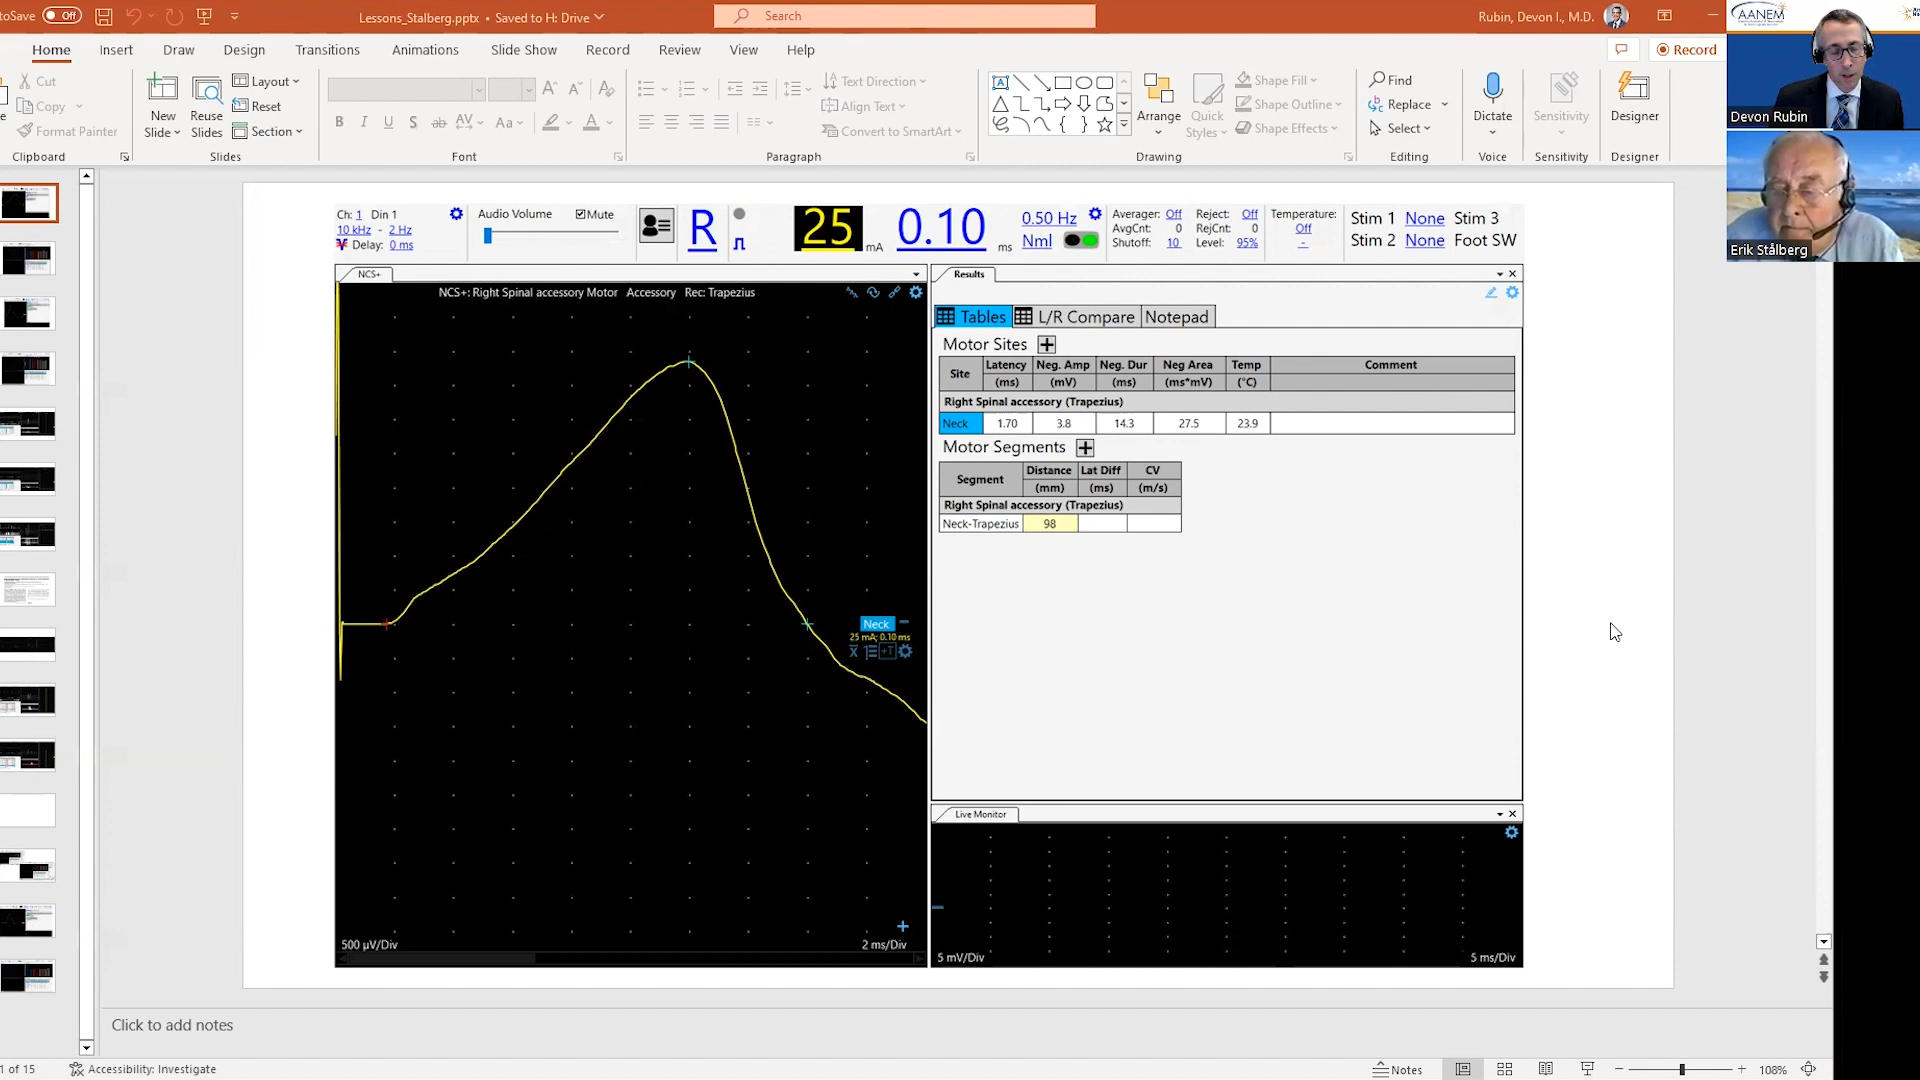 toSave Off
Lessons_Stalberg.pptx • Saved to H: Drive
Search
Rubin, Devon I., M.D.
Home Insert Draw Design Transitions Animations Slide Show Record Review View Help
Record
Cut
Copy
Format Painter
Clipboard
New Slide
Reuse Slides
Layout
Reset
Section
Slides
B I U S ab AV Aa A
Font
Text Direction
Align Text
Convert to SmartArt
Paragraph
Arrange
Quick Styles
Shape Fill
Shape Outline
Shape Effects
Drawing
Find
Replace
Select
Editing
Dictate
Voice
Sensitivity
Sensitivity
Designer
Designer
AANEM
Devon Rubin
Erik Stålberg
Ch: 1 Din 1
10 kHz - 2 Hz
Delay: 0 ms
Audio Volume Mute
R
25 mA
0.10 ms
0.50 Hz
Nml
Averager: Off
AvgCnt: 0
Shutoff: 10
Reject: Off
RejCnt: 0
Level: 95%
Temperature:
Off
-
Stim 1 None Stim 3
Stim 2 None Foot SW
NCS+
NCS+: Right Spinal accessory Motor Accessory Rec: Trapezius
Neck
25 mA; 0.10 ms
500 µV/Div
2 ms/Div
Results
Tables L/R Compare Notepad
Motor Sites
Site Latency (ms) Neg. Amp (mV) Neg. Dur (ms) Neg Area (ms*mV) Temp (°C) Comment
Right Spinal accessory (Trapezius)
Neck 1.70 3.8 14.3 27.5 23.9
Motor Segments
Segment Distance (mm) Lat Diff (ms) CV (m/s)
Right Spinal accessory (Trapezius)
Neck-Trapezius 98
Live Monitor
5 mV/Div
5 ms/Div
Click to add notes
1 of 15
Accessibility: Investigate
Notes
108%